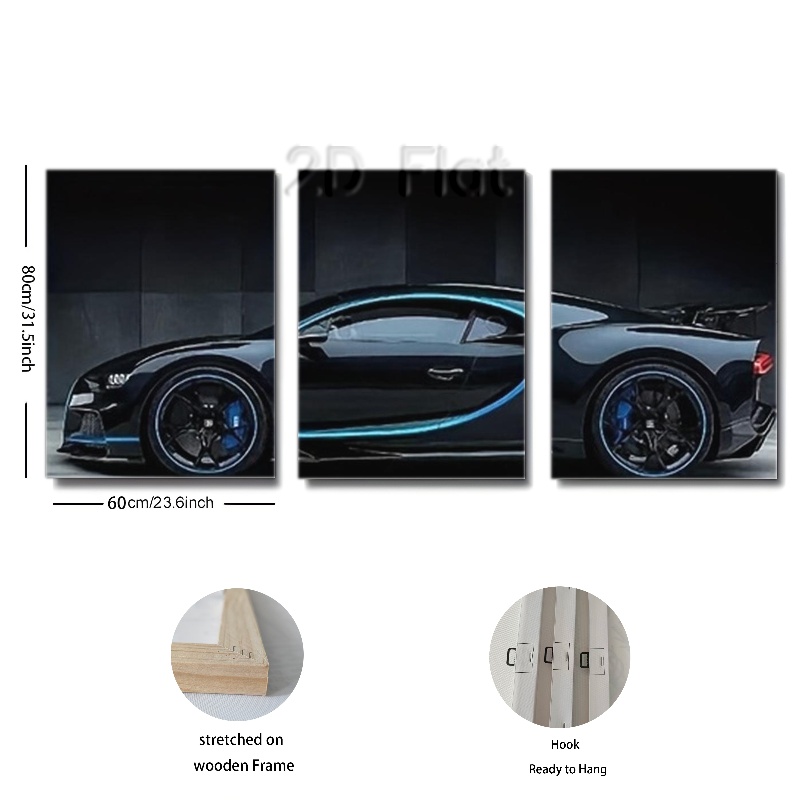 2D Flat
80cm/31.5inch
60cm/23.6inch
stretched on
wooden Frame
Hook
Ready to Hang